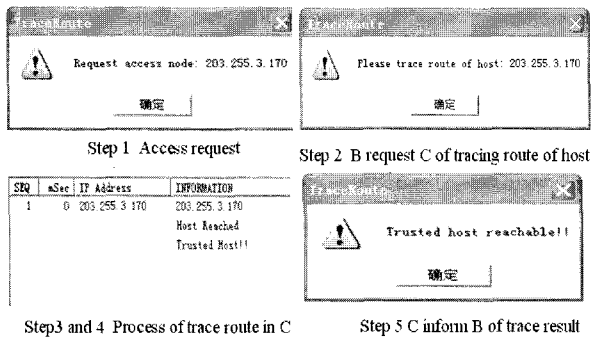 TraceRoute
Request access node: 203.255.3.170
确定
Step 1 Access request
TraceRoute
Please trace route of host: 203.255.3.170
确定
Step 2 B request C of tracing route of host
SEQ mSec IP Address INFORMATION
1 0 203.255.3.170 203.255.3.170
Host Reached
Trusted Host!!
Step3 and 4 Process of trace route in C
TraceRoute
Trusted host reachable!!
确定
Step 5 C inform B of trace result